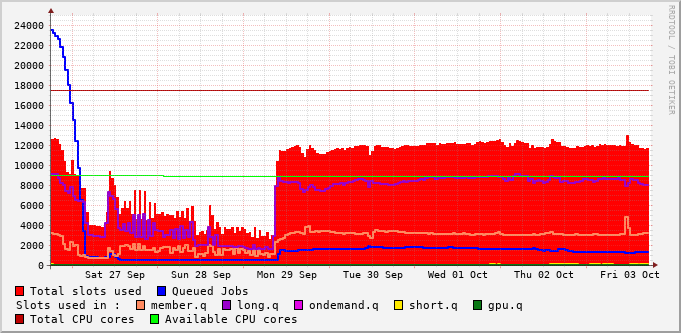 RRDTOOL / TOBI OETIKER
24000
22000
20000
18000
16000
14000
12000
10000
8000
6000
4000
2000
0
Sat 27 Sep Sun 28 Sep Mon 29 Sep Tue 30 Sep Wed 01 Oct Thu 02 Oct Fri 03 Oct
Total slots used Queued Jobs
Slots used in : member.q long.q ondemand.q short.q gpu.q
Total CPU cores Available CPU cores